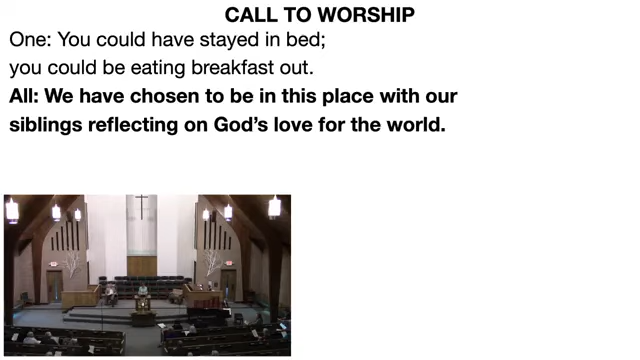 CALL TO WORSHIP
One: You could have stayed in bed;
you could be eating breakfast out.
All: We have chosen to be in this place with our
siblings reflecting on God’s love for the world.